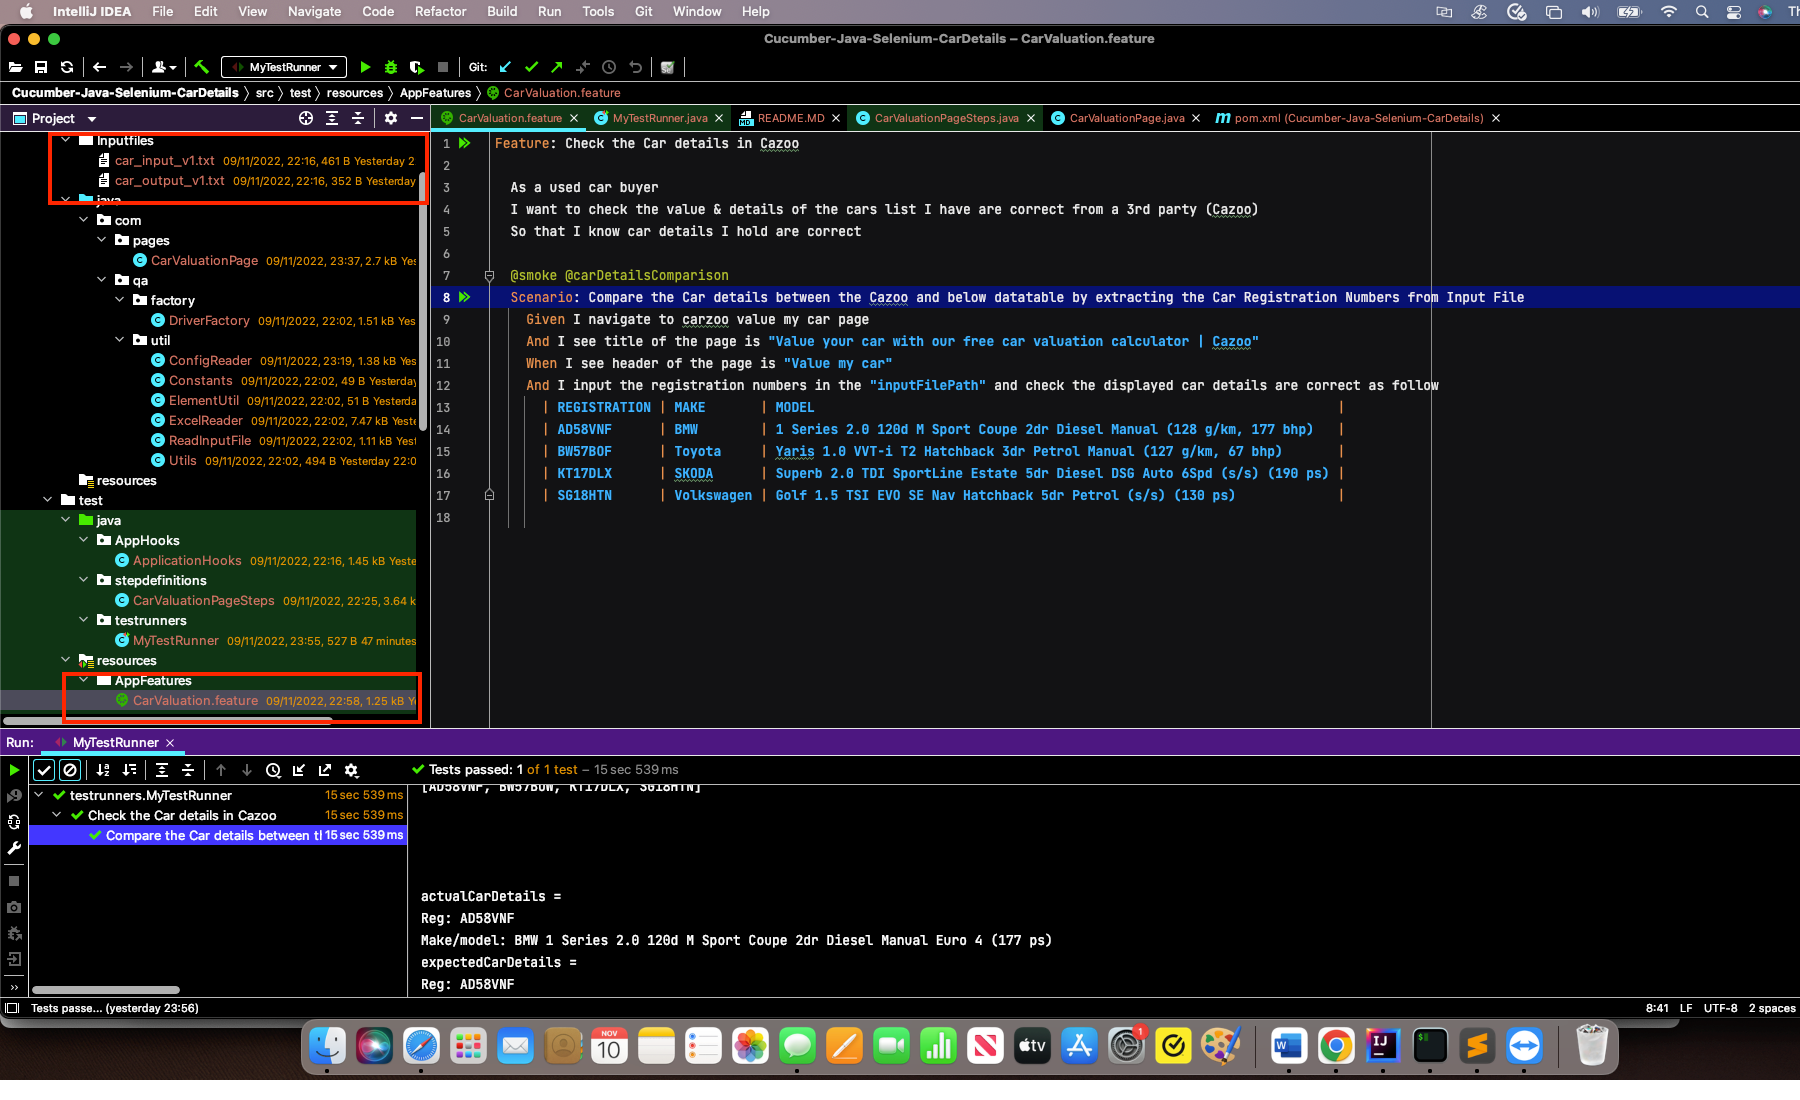 IntelliJ IDEA File Edit View Navigate Code Refactor Build Run Tools Git Window Help
Cucumber-Java-Selenium-CarDetails – CarValuation.feature
MyTestRunner Git:
Cucumber-Java-Selenium-CarDetails src test resources AppFeatures CarValuation.feature
Project
CarValuation.feature MyTestRunner.java README.MD CarValuationPageSteps.java CarValuationPage.java pom.xml (Cucumber-Java-Selenium-CarDetails)
Inputfiles
car_input_v1.txt 09/11/2022, 22:16, 461 B Yesterday 2
car_output_v1.txt 09/11/2022, 22:16, 352 B Yesterday
java
com
pages
CarValuationPage 09/11/2022, 23:37, 2.7 kB Yes
qa
factory
DriverFactory 09/11/2022, 22:02, 1.51 kB Yes
util
ConfigReader 09/11/2022, 23:19, 1.38 kB Yes
Constants 09/11/2022, 22:02, 49 B Yesterday
ElementUtil 09/11/2022, 22:02, 51 B Yesterda
ExcelReader 09/11/2022, 22:02, 7.47 kB Yeste
ReadInputFile 09/11/2022, 22:02, 1.11 kB Yest
Utils 09/11/2022, 22:02, 494 B Yesterday 22:0
resources
test
java
AppHooks
ApplicationHooks 09/11/2022, 22:16, 1.45 kB Yeste
stepdefinitions
CarValuationPageSteps 09/11/2022, 22:25, 3.64 k
testrunners
MyTestRunner 09/11/2022, 23:55, 527 B 47 minutes
resources
AppFeatures
CarValuation.feature 09/11/2022, 22:58, 1.25 kB Y
1 Feature: Check the Car details in Cazoo
2
3 As a used car buyer
4 I want to check the value & details of the cars list I have are correct from a 3rd party (Cazoo)
5 So that I know car details I hold are correct
6
7 @smoke @carDetailsComparison
8 Scenario: Compare the Car details between the Cazoo and below datatable by extracting the Car Registration Numbers from Input File
9 Given I navigate to carzoo value my car page
10 And I see title of the page is "Value your car with our free car valuation calculator | Cazoo"
11 When I see header of the page is "Value my car"
12 And I input the registration numbers in the "inputFilePath" and check the displayed car details are correct as follow
13 | REGISTRATION | MAKE | MODEL |
14 | AD58VNF | BMW | 1 Series 2.0 120d M Sport Coupe 2dr Diesel Manual (128 g/km, 177 bhp) |
15 | BW57BOF | Toyota | Yaris 1.0 VVT-i T2 Hatchback 3dr Petrol Manual (127 g/km, 67 bhp) |
16 | KT17DLX | SKODA | Superb 2.0 TDI SportLine Estate 5dr Diesel DSG Auto 6Spd (s/s) (190 ps) |
17 | SG18HTN | Volkswagen | Golf 1.5 TSI EVO SE Nav Hatchback 5dr Petrol (s/s) (130 ps) |
18
Run: MyTestRunner
Tests passed: 1 of 1 test – 15 sec 539 ms
testrunners.MyTestRunner 15 sec 539 ms
Check the Car details in Cazoo 15 sec 539 ms
Compare the Car details between tl 15 sec 539 ms
[AD58VNF, BW57BOW, KT17DLX, SG18HTN]
actualCarDetails =
Reg: AD58VNF
Make/model: BMW 1 Series 2.0 120d M Sport Coupe 2dr Diesel Manual Euro 4 (177 ps)
expectedCarDetails =
Reg: AD58VNF
Tests passe... (yesterday 23:56) 8:41 LF UTF-8 2 spaces
NOV
10
tv
1
W
IJ